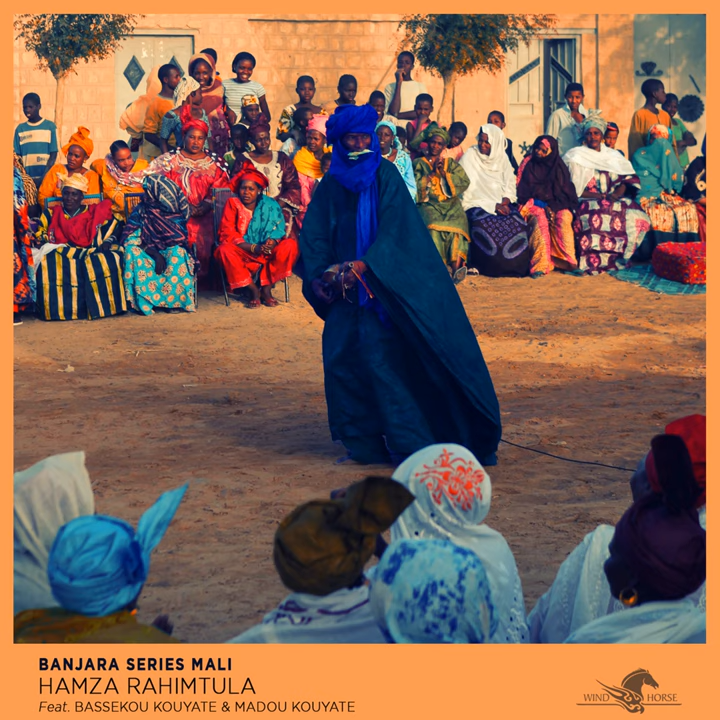 BANJARA SERIES MALI
HAMZA RAHIMTULA
Feat. BASSEKOU KOUYATE & MADOU KOUYATE
WIND HORSE